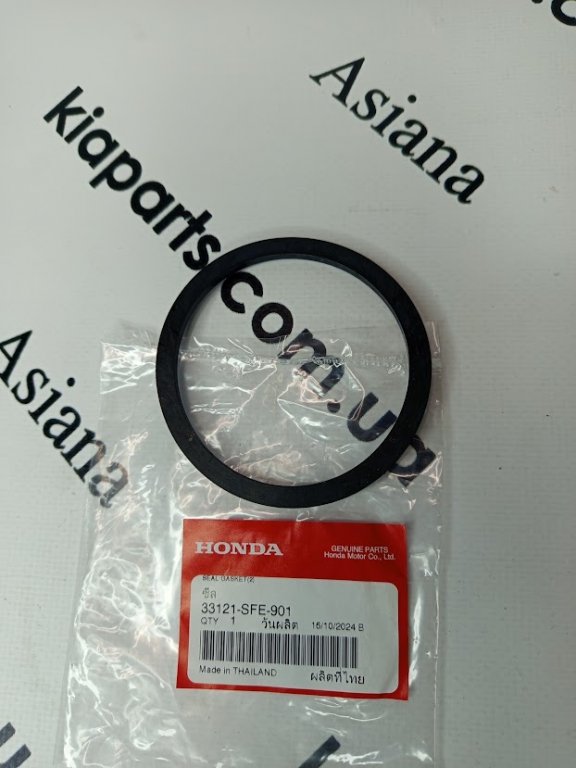 Asiana
kiaparts.com.ua
Asiana
HONDA
GENUINE PARTS
Honda Motor Co., Ltd.
SEAL GASKET(2)
ซีล
33121-SFE-901
QTY 1 วันผลิต 16/10/2024 B
Made in THAILAND ผลิตที่ไทย